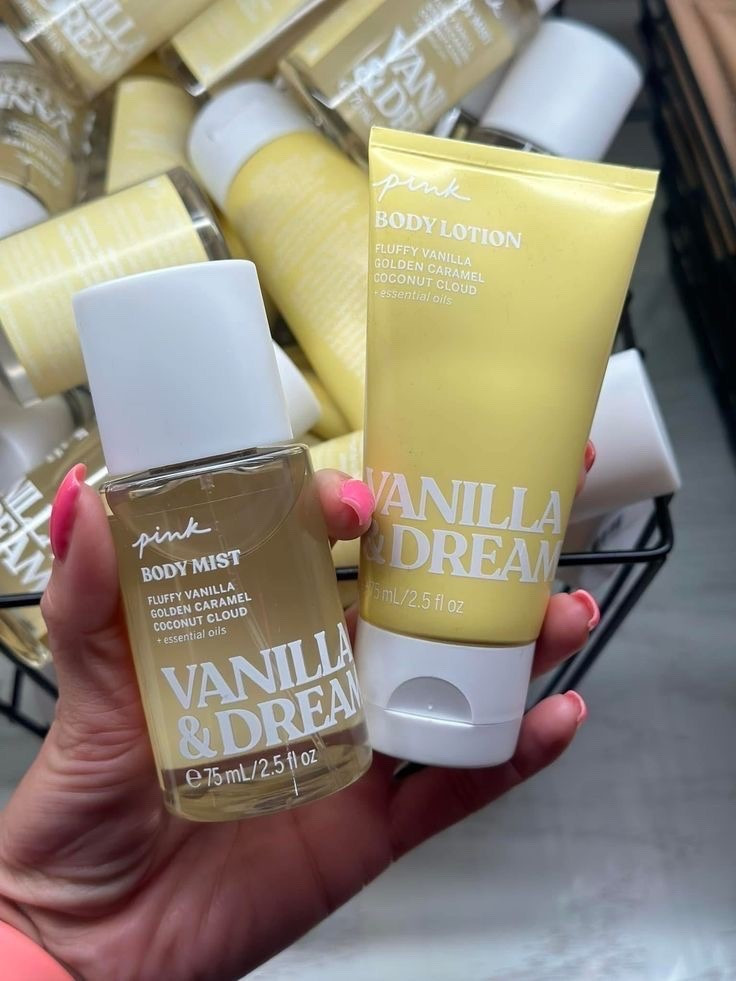 pink
BODY MIST
FLUFFY VANILLA
GOLDEN CARAMEL
COCONUT CLOUD
+ essential oils
VANILLA
& DREAM
℮ 75 mL/2.5 fl oz
pink
BODY LOTION
FLUFFY VANILLA
GOLDEN CARAMEL
COCONUT CLOUD
+ essential oils
VANILLA
& DREAM
75 mL/2.5 fl oz